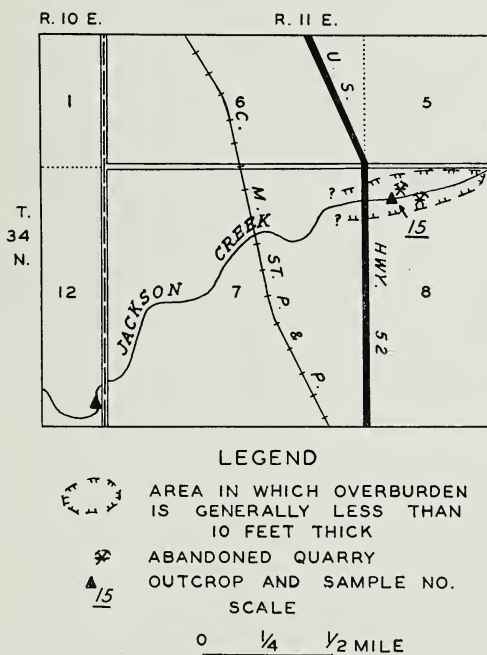 R. 10 E.
R. 11 E.
1
6
5
U. S.
C. M. ST. P. & P.
T. 34 N.
?
?
15
JACKSON CREEK
HWY. 52
12
7
8
LEGEND
AREA IN WHICH OVERBURDEN
IS GENERALLY LESS THAN
10 FEET THICK
ABANDONED QUARRY
OUTCROP AND SAMPLE NO.
15
SCALE
0 1/4 1/2 MILE